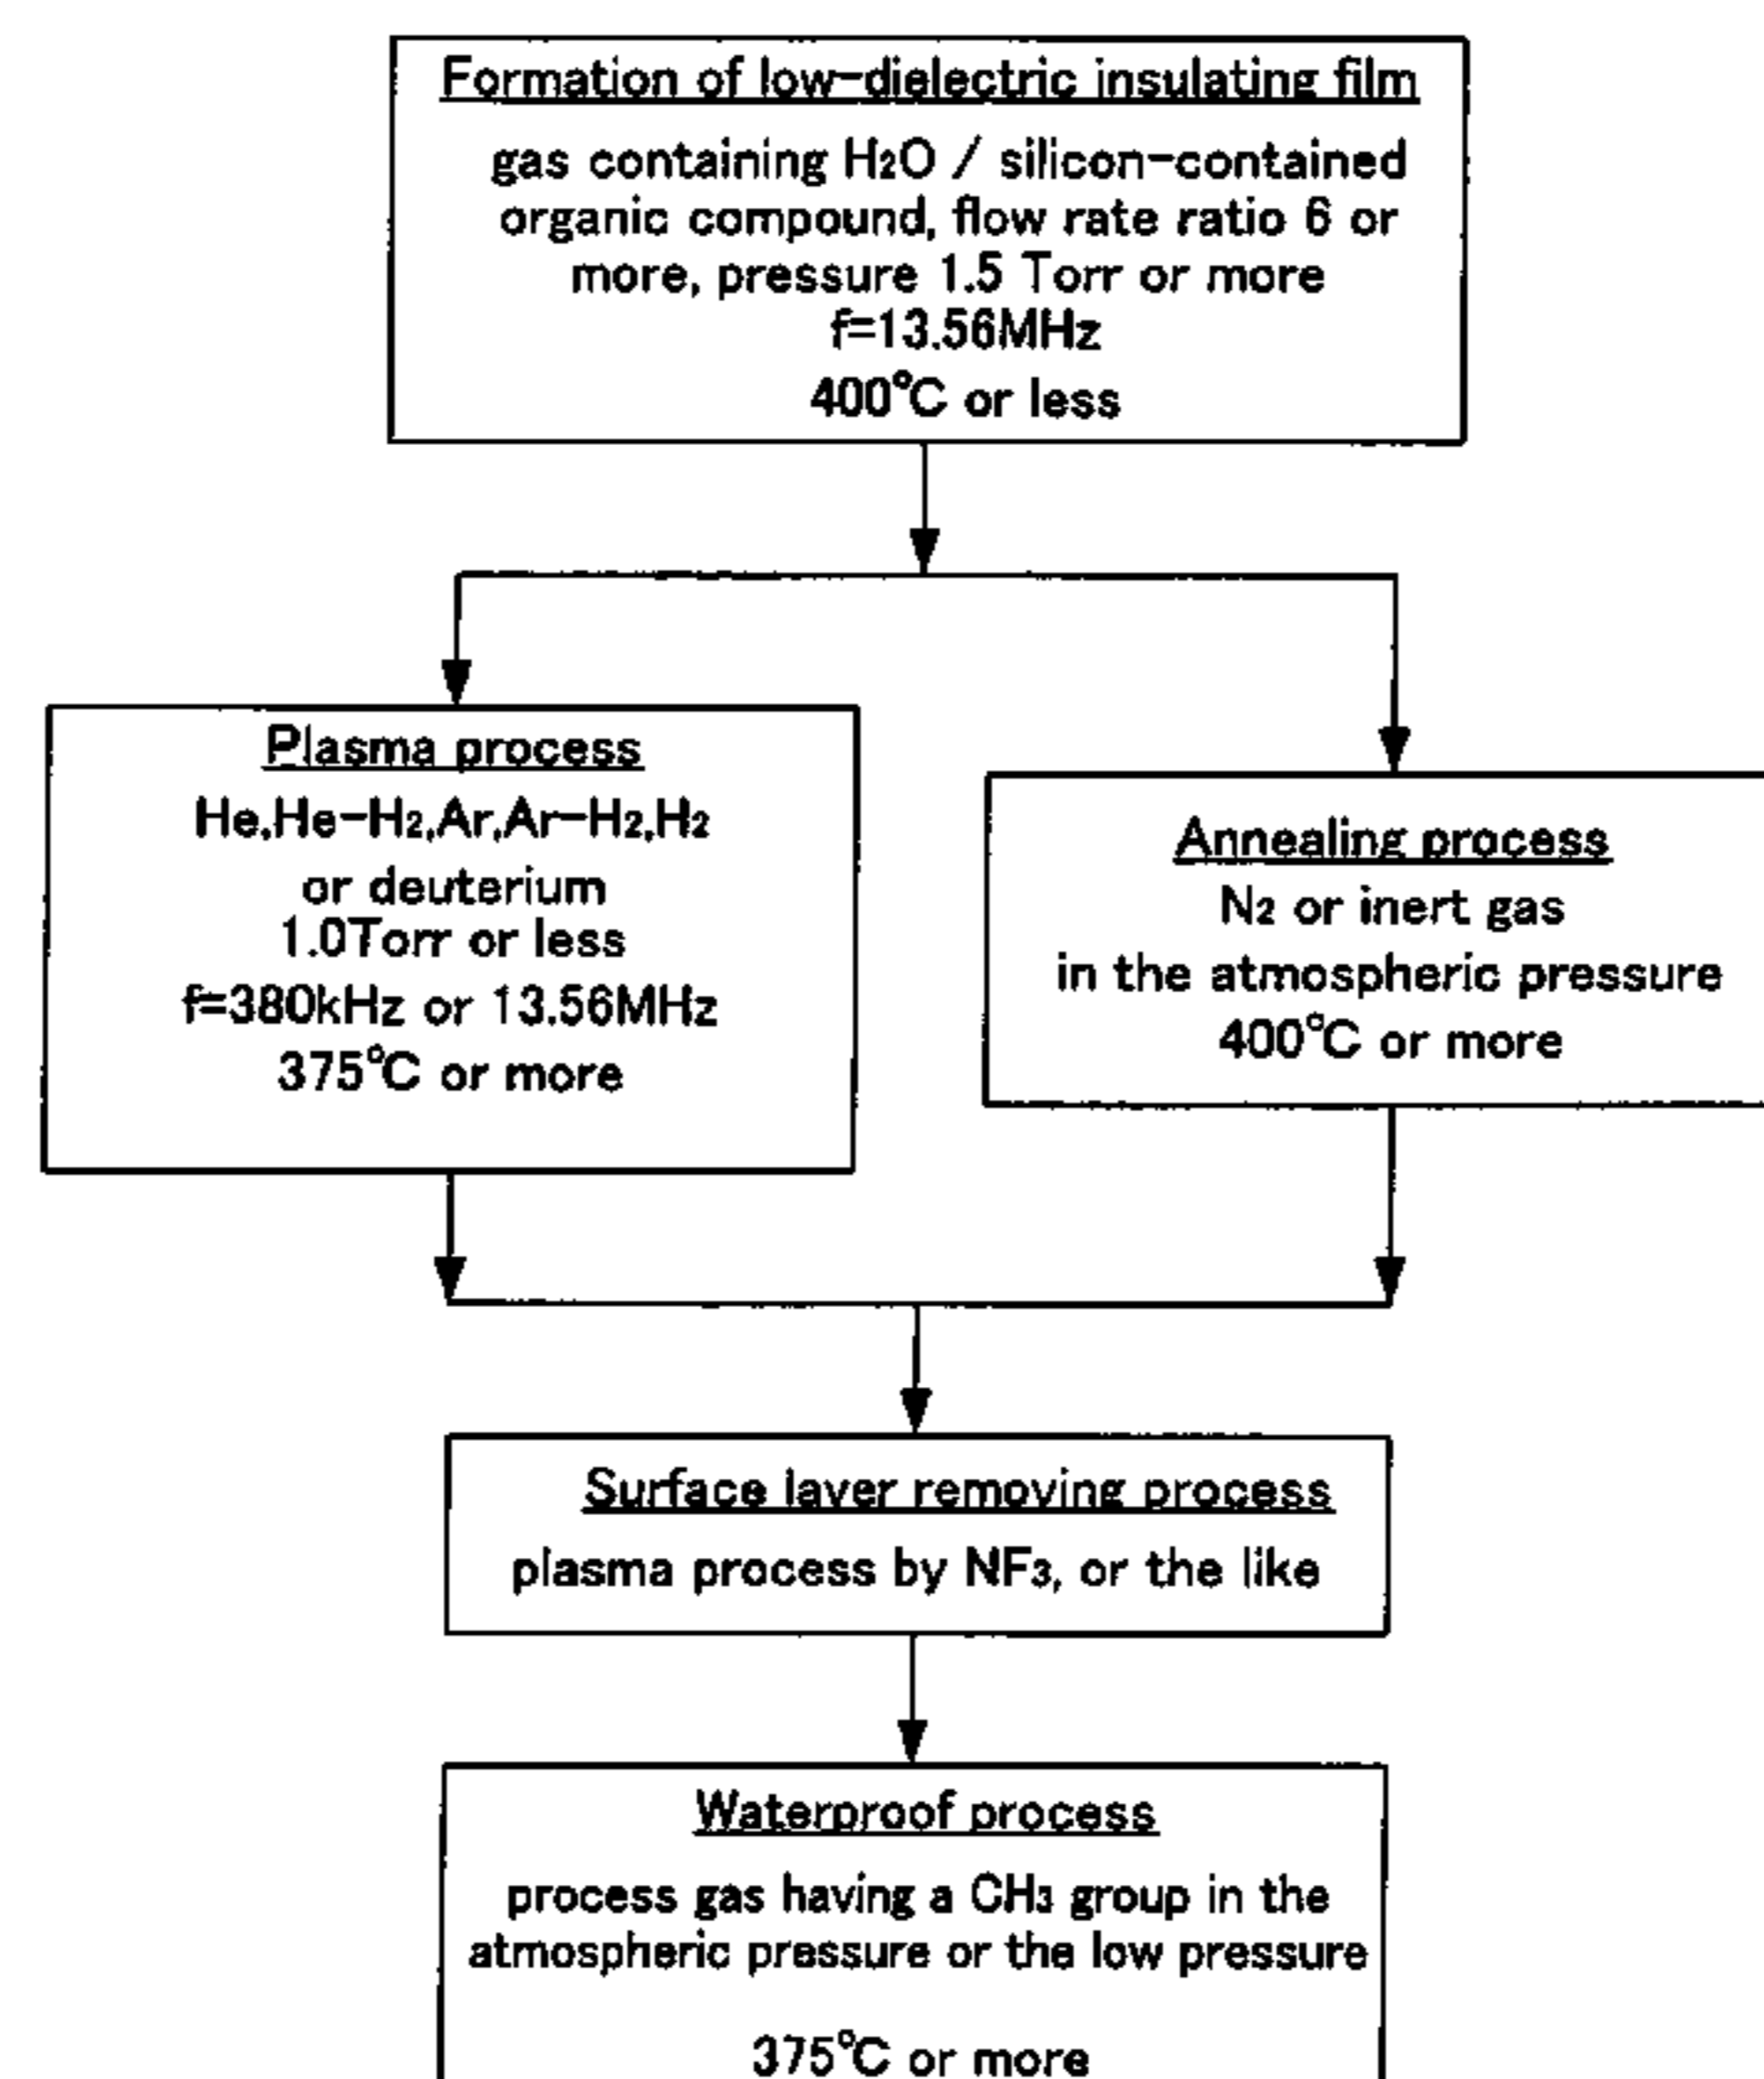 Formation of low-dielectric insulating film
gas containing H2O / silicon-contained
organic compound, flow rate ratio 6 or
more, pressure 1.5 Torr or more
f=13.56MHz
400°C or less
Plasma process
He,He-H2,Ar,Ar-H2,H2
or deuterium
1.0Torr or less
f=380kHz or 13.56MHz
375°C or more
Annealing process
N2 or inert gas
in the atmospheric pressure
400°C or more
Surface layer removing process
plasma process by NF3, or the like
Waterproof process
process gas having a CH3 group in the
atmospheric pressure or the low pressure
375°C or more